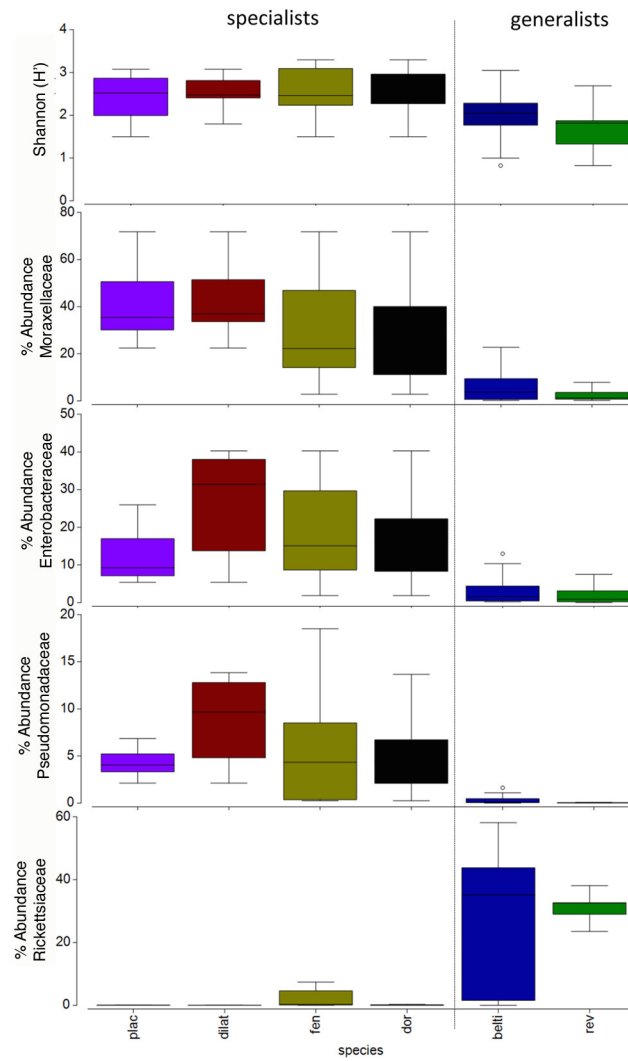 specialists
generalists
Shannon (H')
4
3
2
1
0
% Abundance
Moraxellaceae
80
60
40
20
0
% Abundance
Enterobacteraceae
50
40
30
20
10
0
% Abundance
Pseudomonadaceae
20
15
10
5
0
% Abundance
Rickettsiaceae
60
40
20
0
plac
dilat
fen
dor
belti
rev
species